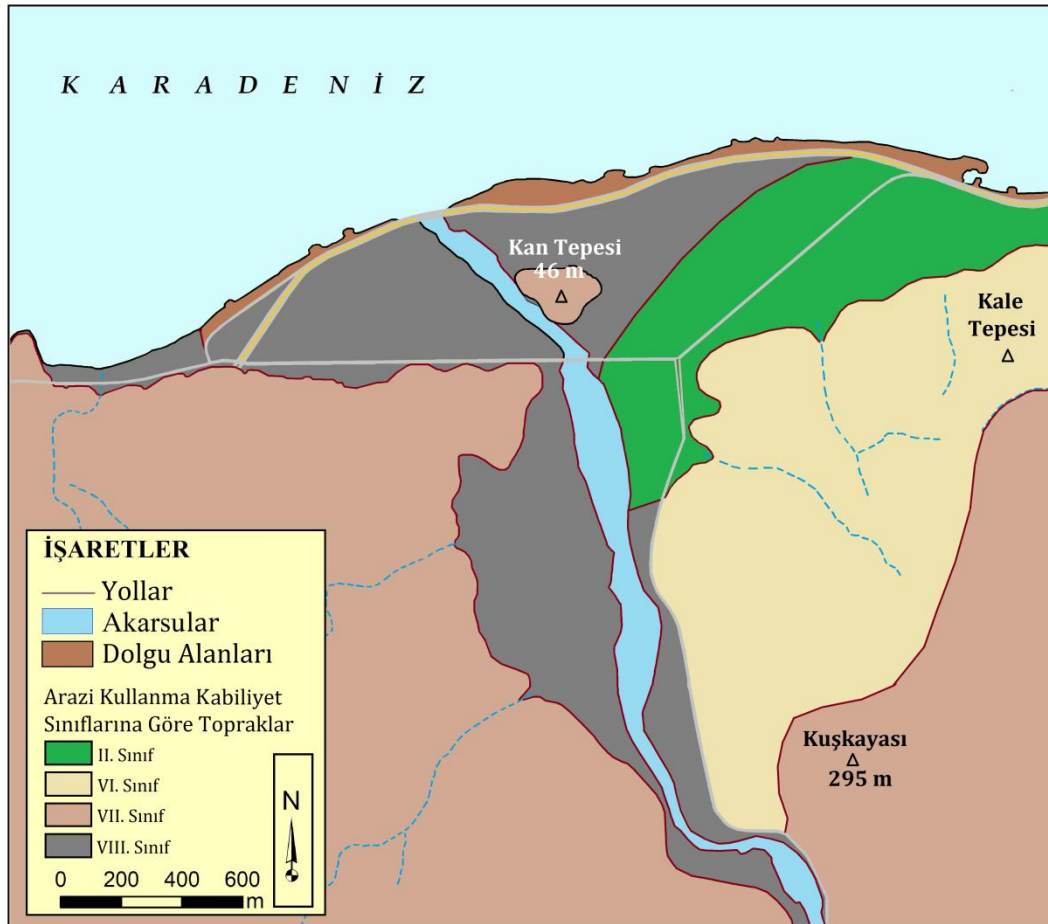 K A R A D E N İ Z
Kan Tepesi
46 m
Kale
Tepesi
Kuşkayası
295 m
İŞARETLER
Yollar
Akarsular
Dolgu Alanları
Arazi Kullanma Kabiliyet
Sınıflarına Göre Topraklar
II. Sınıf
VI. Sınıf
VII. Sınıf
VIII. Sınıf
N
0 200 400 600
m